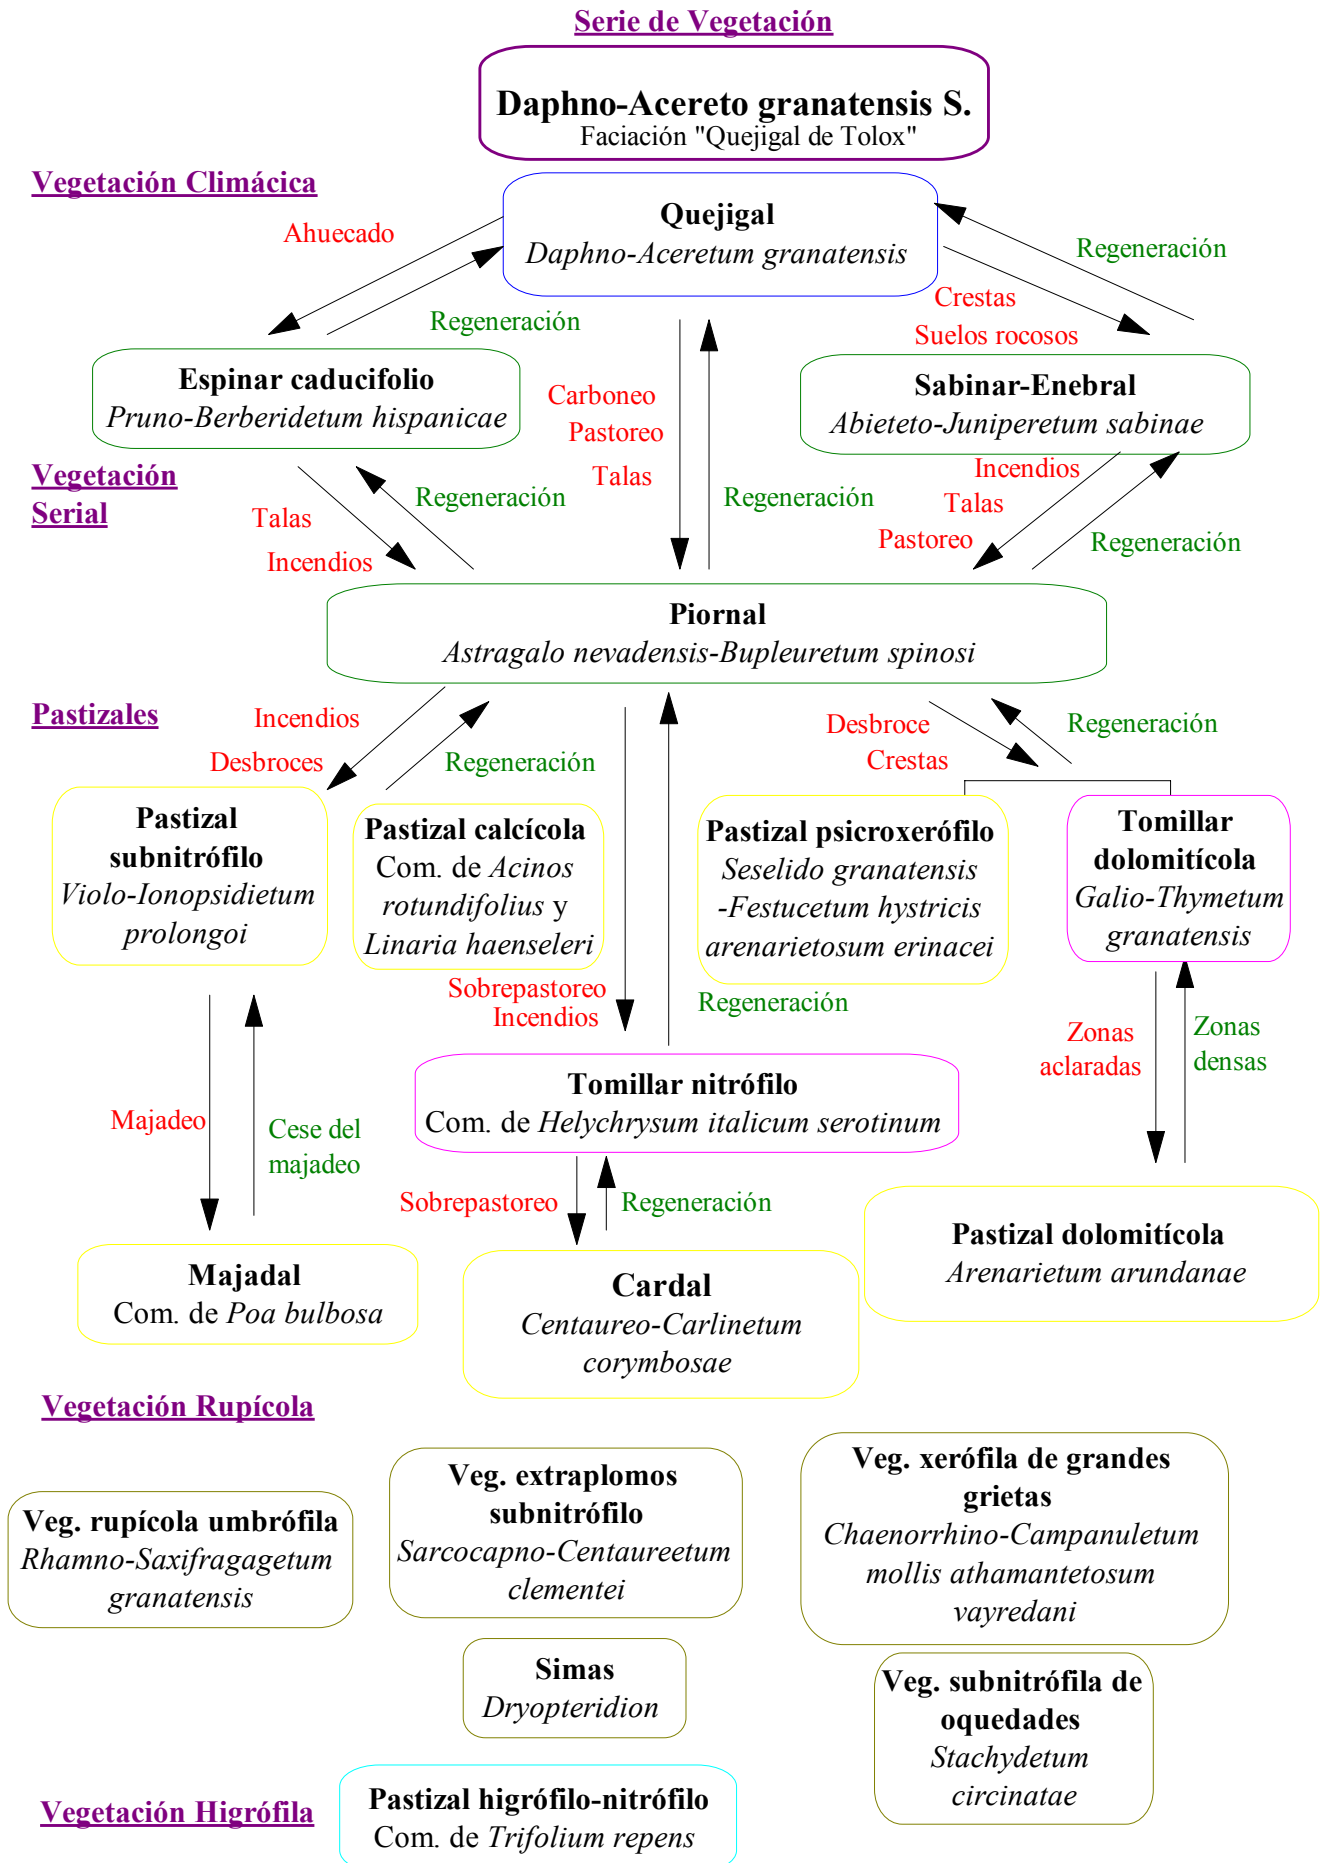 Serie de Vegetación
Daphno-Acereto granatensis S.
Faciación "Quejigal de Tolox"
Vegetación Climácica
Quejigal
Daphno-Aceretum granatensis
Ahuecado
Regeneración
Regeneración
Crestas
Suelos rocosos
Espinar caducifolio
Pruno-Berberidetum hispanicae
Carboneo
Pastoreo
Talas
Regeneración
Sabinar-Enebral
Abieteto-Juniperetum sabinae
Vegetación
Serial
Regeneración
Talas
Incendios
Incendios
Talas
Pastoreo
Regeneración
Piornal
Astragalo nevadensis-Bupleuretum spinosi
Pastizales
Incendios
Desbroces
Regeneración
Desbroce
Crestas
Regeneración
Pastizal
subnitrófilo
Violo-Ionopsidietum
prolongoi
Pastizal calcícola
Com. de Acinos
rotundifolius y
Linaria haenseleri
Pastizal psicroxerófilo
Seselido granatensis
-Festucetum hystricis
arenarietosum erinacei
Tomillar
dolomitícola
Galio-Thymetum
granatensis
Sobrepastoreo
Incendios
Regeneración
Zonas
aclaradas
Zonas
densas
Majadeo
Cese del
majadeo
Tomillar nitrófilo
Com. de Helychrysum italicum serotinum
Sobrepastoreo
Regeneración
Majadal
Com. de Poa bulbosa
Cardal
Centaureo-Carlinetum
corymbosae
Pastizal dolomitícola
Arenarietum arundanae
Vegetación Rupícola
Veg. rupícola umbrófila
Rhamno-Saxifragagetum
granatensis
Veg. extraplomos
subnitrófilo
Sarcocapno-Centaureetum
clementei
Veg. xerófila de grandes
grietas
Chaenorrhino-Campanuletum
mollis athamantetosum
vayredani
Simas
Dryopteridion
Veg. subnitrófila de
oquedades
Stachydetum
circinatae
Vegetación Higrófila
Pastizal higrófilo-nitrófilo
Com. de Trifolium repens